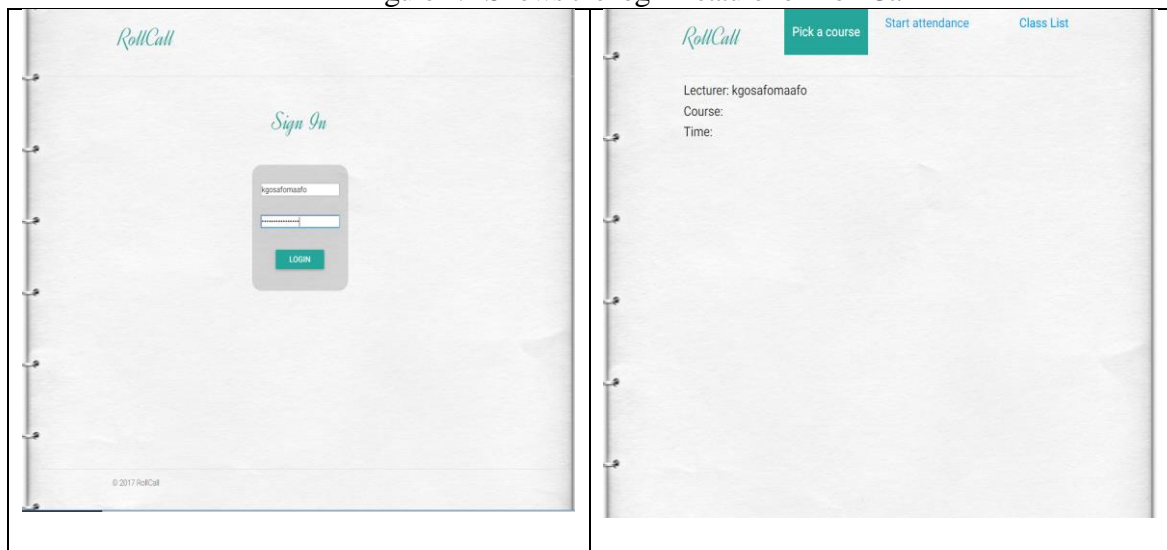 RollCall
Sign In
kgosafomaafo
LOGIN
© 2017 RollCall
RollCall
Pick a course
Start attendance
Class List
Lecturer: kgosafomaafo
Course:
Time: